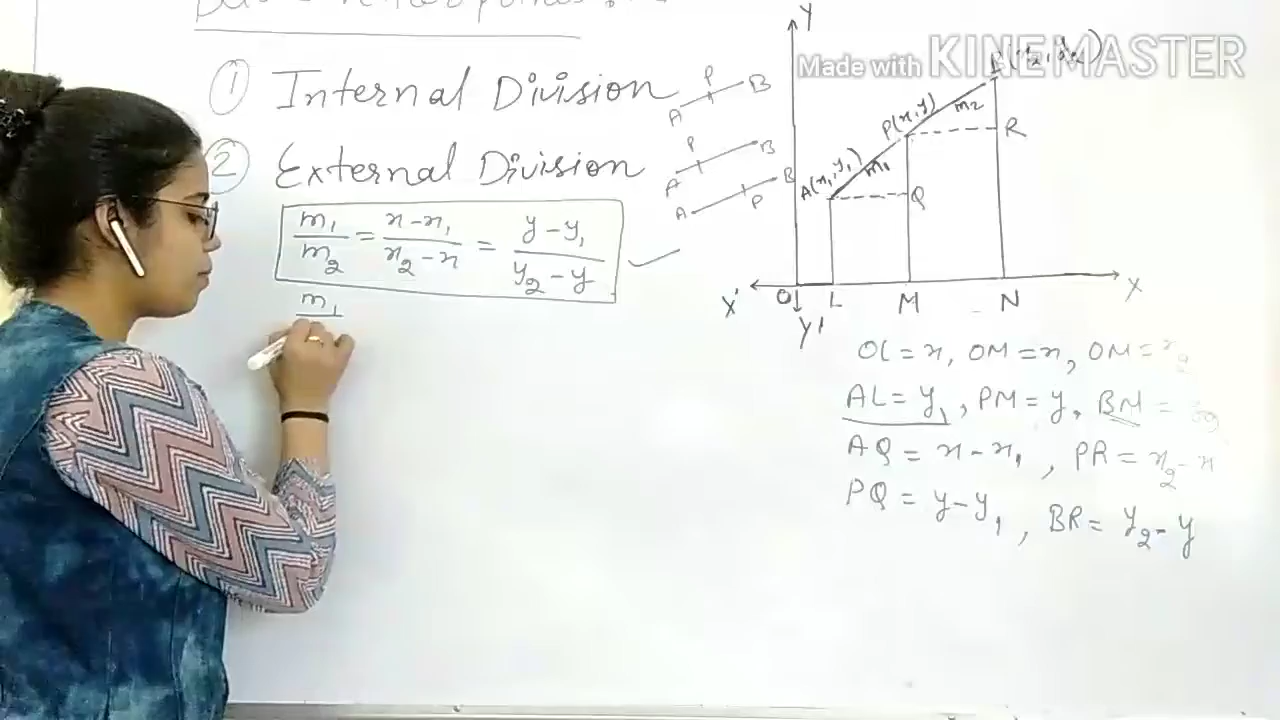 ① Internal Division
A P B
② External Division
A P B
A P B
m₁/m₂ = x-x₁/x₂-x = y-y₁/y₂-y
m₁
Made with KINEMASTER
Y
A(x₁,y₁) m₁ P(x,y) m₂
Q R
X' O L M N X
Y'
OL = x, OM = x, OM = x₂
AL = y₁, PM = y, BM =
AQ = x-x₁, PR = x₂-x
PQ = y-y₁, BR = y₂-y